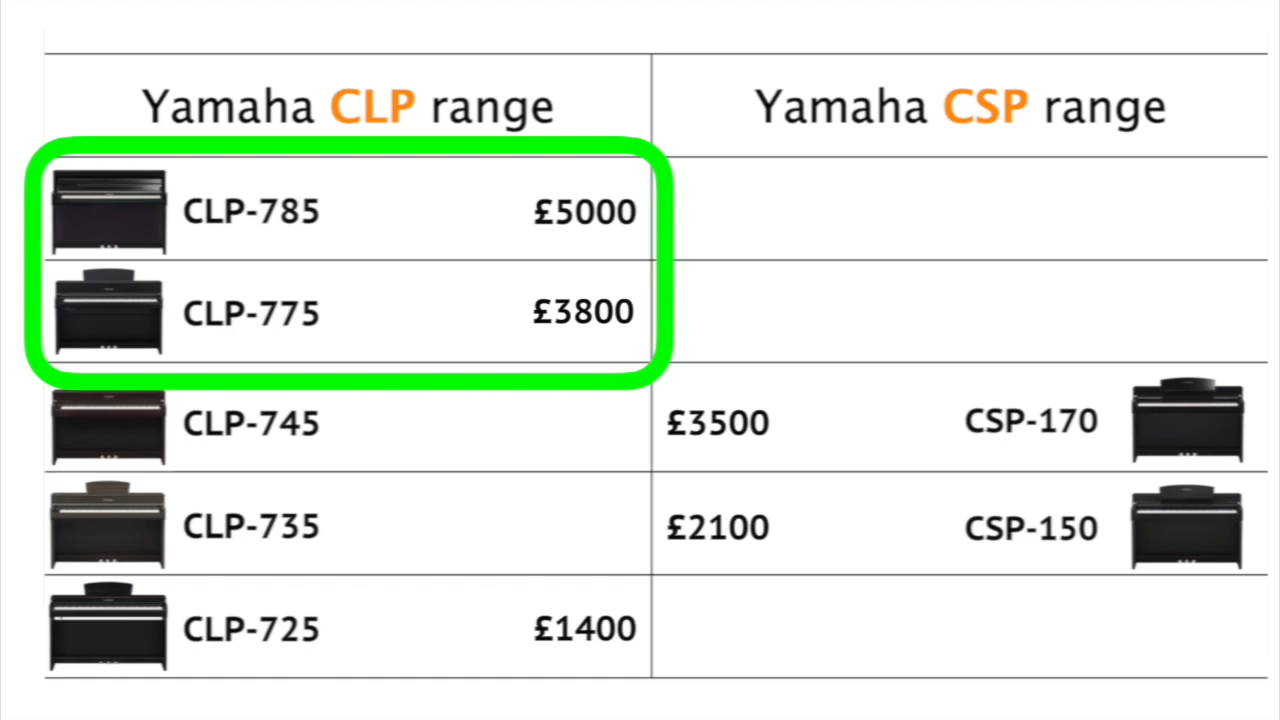 Yamaha CLP range Yamaha CSP range
CLP-785 £5000
CLP-775 £3800
CLP-745 £3500 CSP-170
CLP-735 £2100 CSP-150
CLP-725 £1400